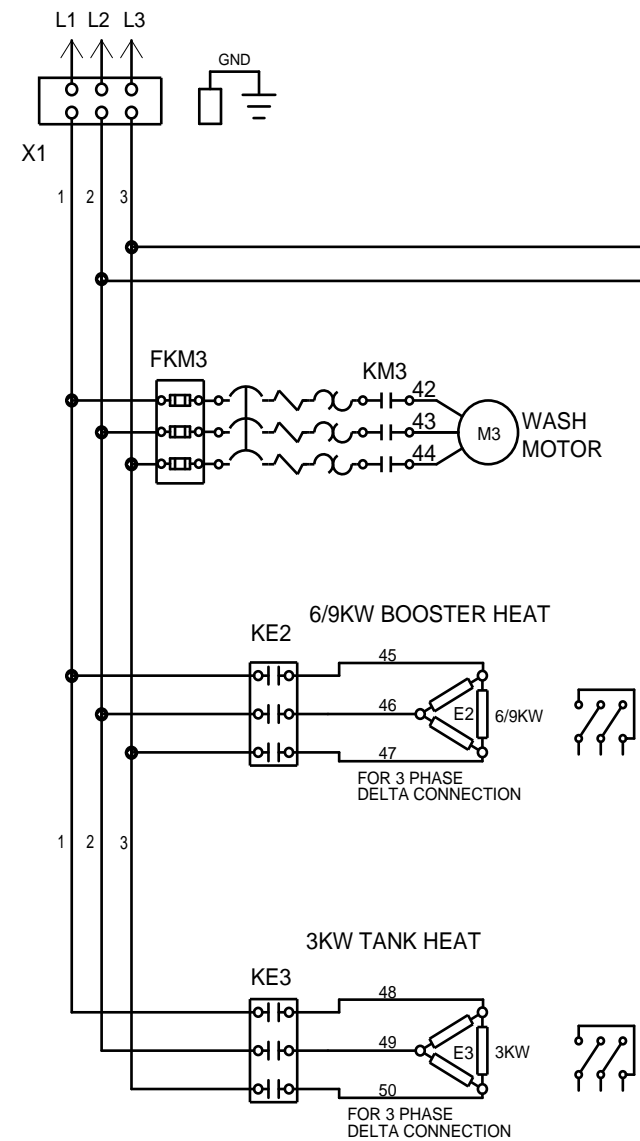 L1 L2 L3
GND
X1
1 2 3
FKM3
KM3
42
43
44
M3
WASH
MOTOR
6/9KW BOOSTER HEAT
KE2
45
46
47
E2
6/9KW
FOR 3 PHASE
DELTA CONNECTION
1 2 3
3KW TANK HEAT
KE3
48
49
50
E3
3KW
FOR 3 PHASE
DELTA CONNECTION